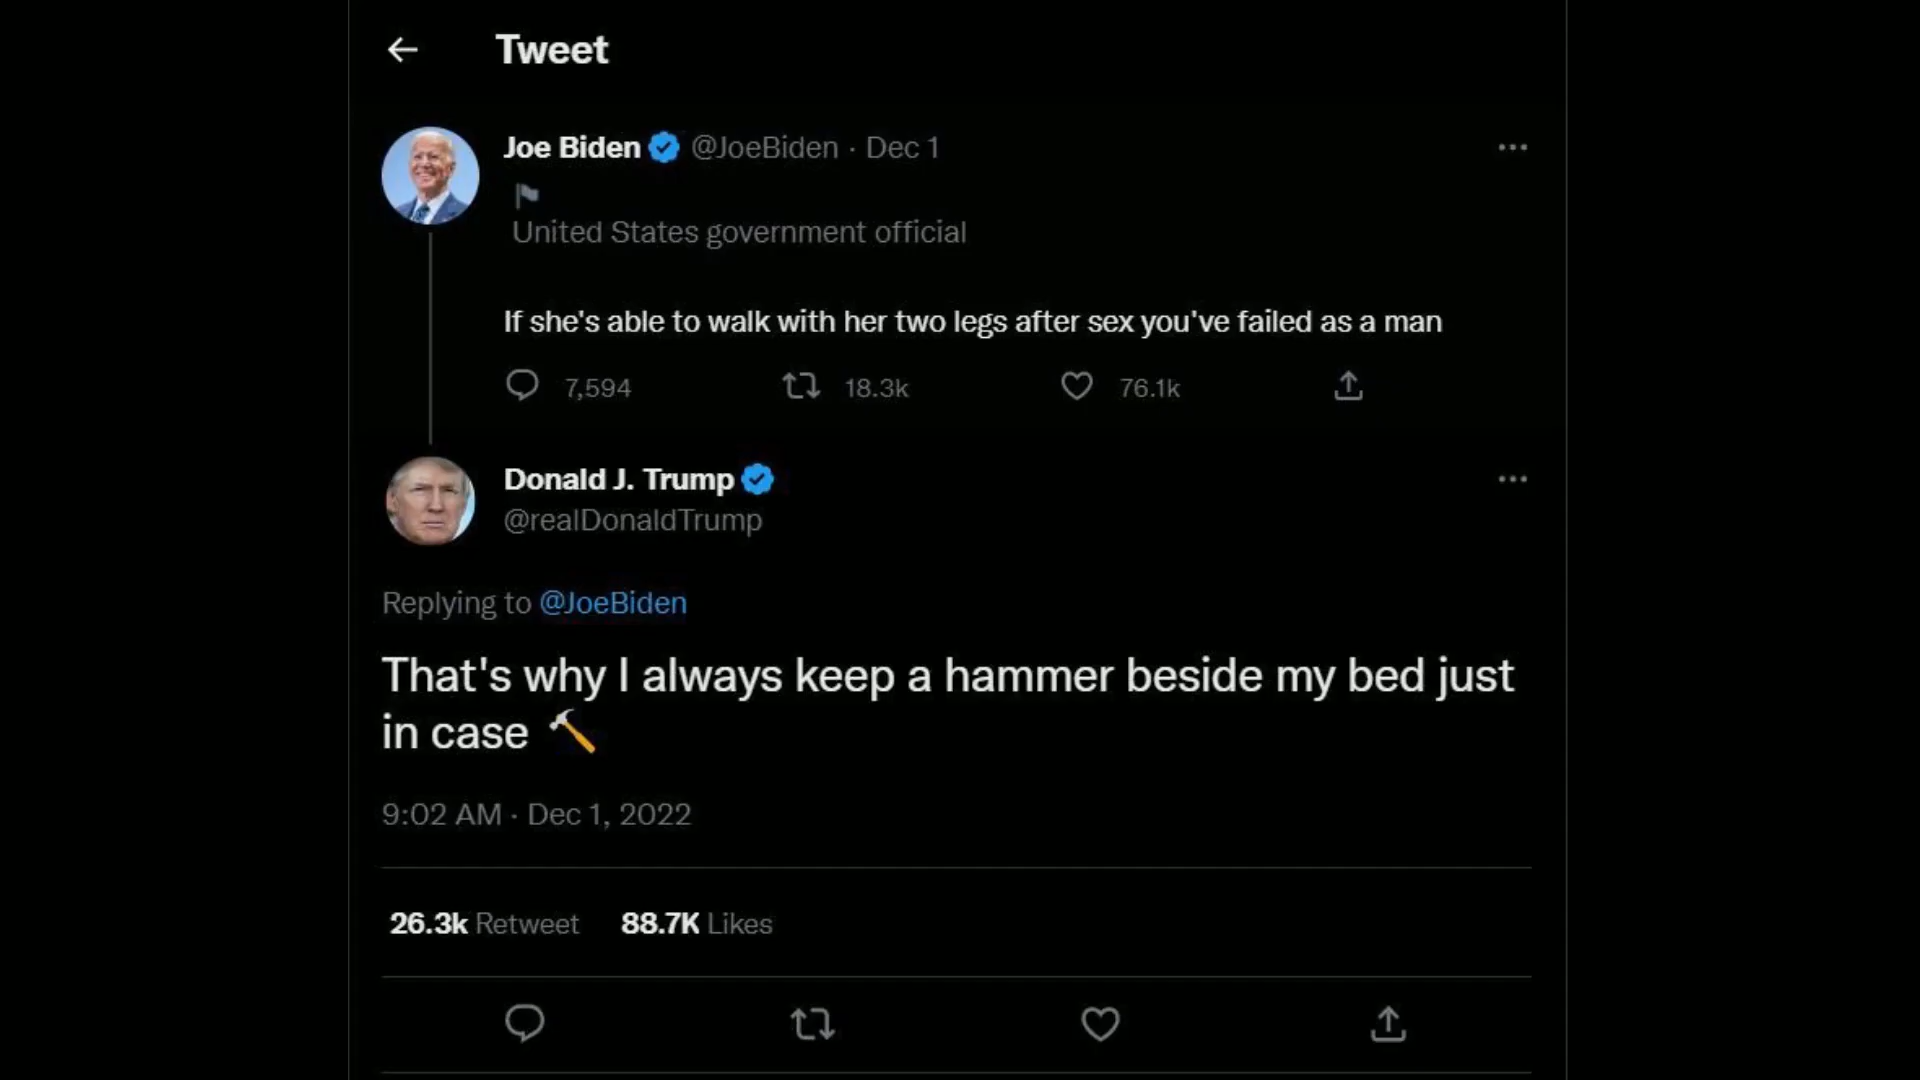 Tweet
Joe Biden @JoeBiden · Dec 1
United States government official
If she's able to walk with her two legs after sex you've failed as a man
7,594 18.3k 76.1k
Donald J. Trump
@realDonaldTrump
Replying to @JoeBiden
That's why I always keep a hammer beside my bed just
in case 🔨
9:02 AM · Dec 1, 2022
26.3k Retweet 88.7K Likes